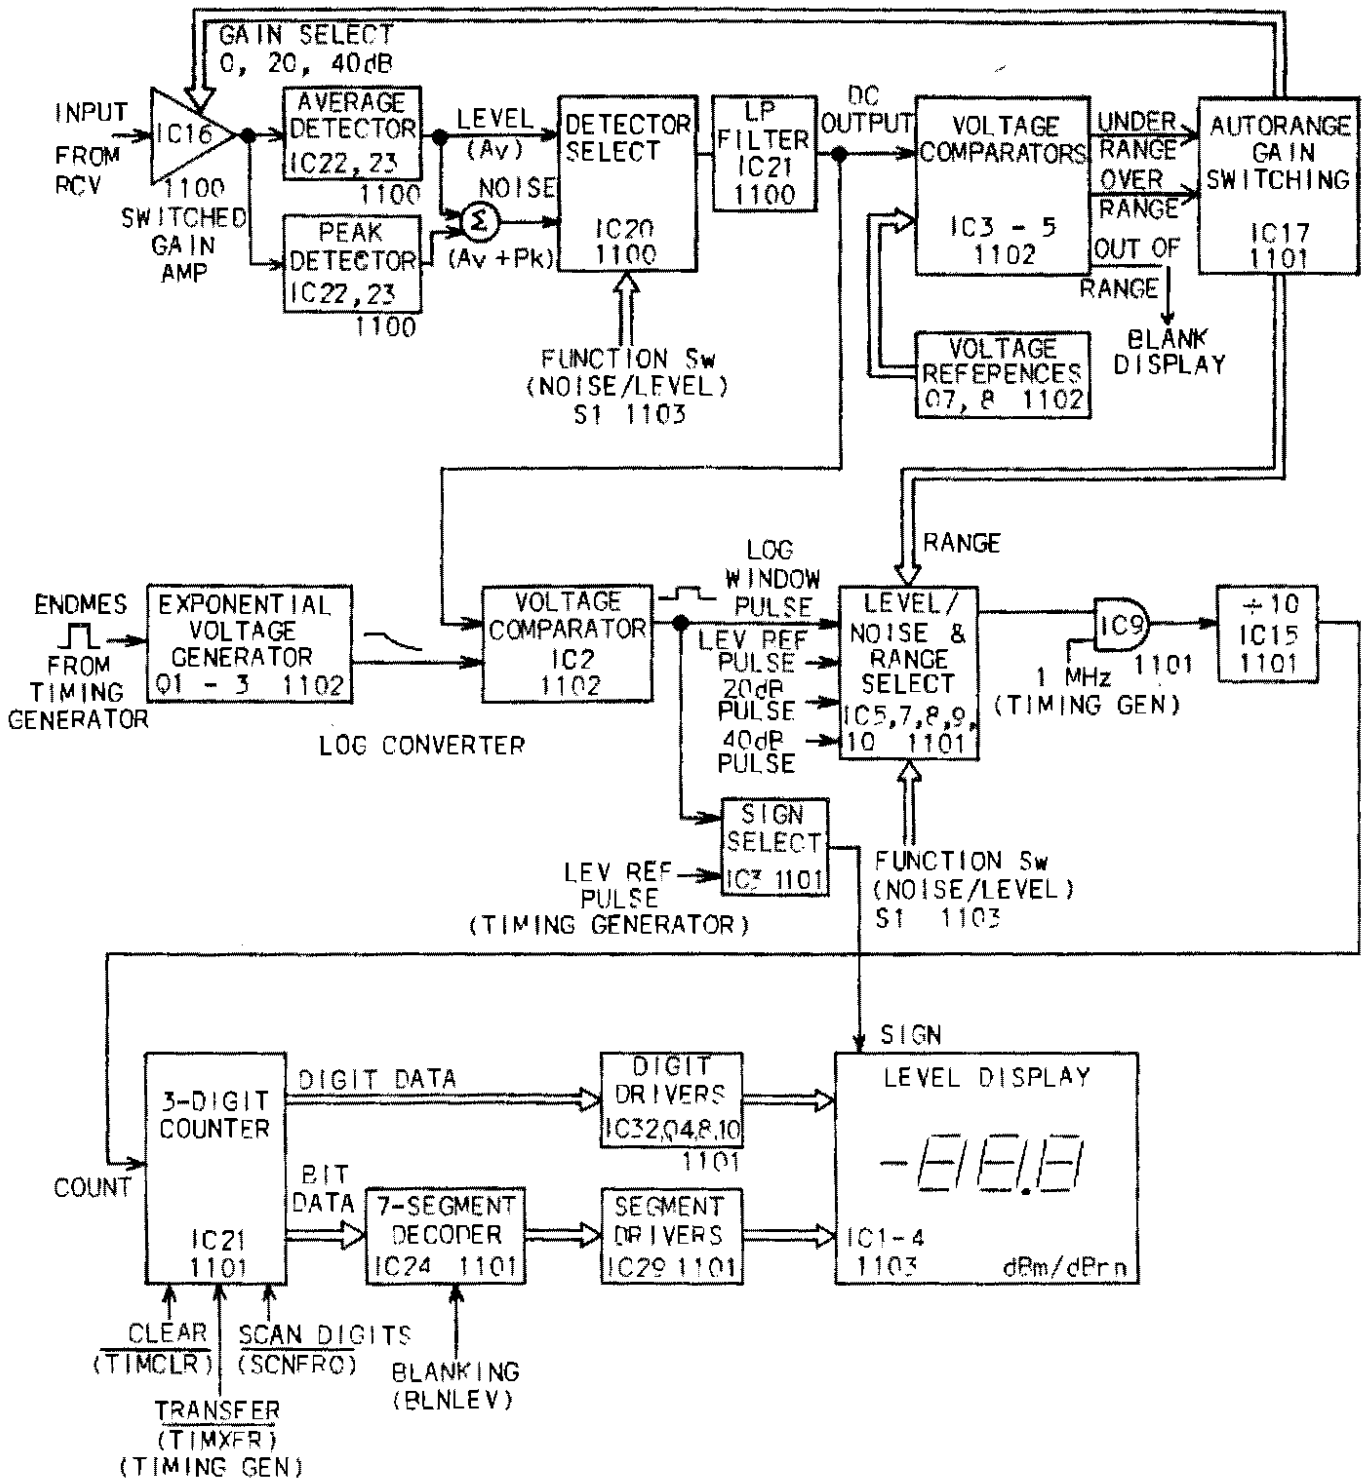 GAIN SELECT
0, 20, 40dB
INPUT
FROM
RCV
IC16
1100
SWITCHED
GAIN
AMP
AVERAGE
DETECTOR
IC22, 23
1100
PEAK
DETECTOR
IC22, 23
1100
LEVEL
(Av)
NOISE
Σ
(Av+Pk)
DETECTOR
SELECT
IC20
1100
FUNCTION Sw
(NOISE/LEVEL)
S1 1103
LP
FILTER
IC21
1100
DC
OUTPUT
VOLTAGE
COMPARATORS
IC3 - 5
1102
VOLTAGE
REFERENCES
Q7, 8 1102
UNDER
RANGE
OVER
RANGE
OUT OF
RANGE
BLANK
DISPLAY
AUTORANGE
GAIN
SWITCHING
IC17
1101
RANGE
ENDMES
FROM
TIMING
GENERATOR
EXPONENTIAL
VOLTAGE
GENERATOR
Q1 - 3 1102
LOG CONVERTER
VOLTAGE
COMPARATOR
IC2
1102
LOG
WINDOW
PULSE
LEV REF
PULSE
20dB
PULSE
40dB
PULSE
LEVEL/
NOISE &
RANGE
SELECT
IC5,7,8,9,
10 1101
IC9
1101
1 MHz
(TIMING GEN)
÷10
IC15
1101
SIGN
SELECT
IC3 1101
LEV REF
PULSE
(TIMING GENERATOR)
FUNCTION Sw
(NOISE/LEVEL)
S1 1103
SIGN
COUNT
3-DIGIT
COUNTER
IC21
1101
DIGIT DATA
BIT
DATA
DIGIT
DRIVERS
IC32,Q4,8,10
1101
7-SEGMENT
DECODER
IC24 1101
SEGMENT
DRIVERS
IC29 1101
LEVEL DISPLAY
-88.8
IC1-4
1103 dBm/dBrn
CLEAR
(TIMCLR)
SCAN DIGITS
(SCNFRQ)
TRANSFER
(TIMXFR)
(TIMING GEN)
BLANKING
(BLNLEV)